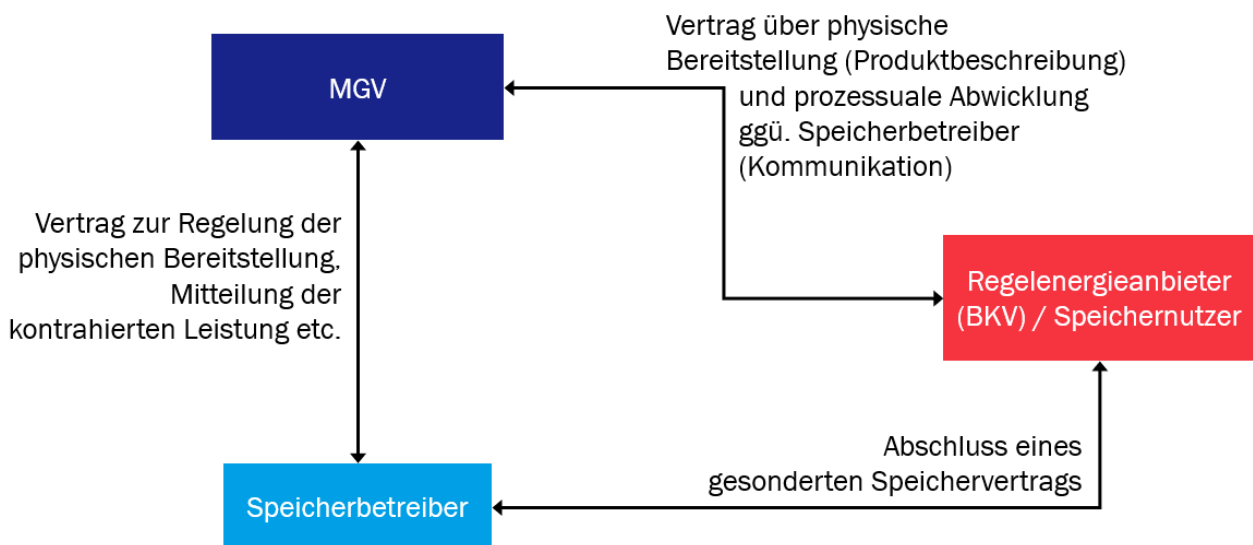 MGV
Vertrag über physische
Bereitstellung (Produktbeschreibung)
und prozessuale Abwicklung
ggü. Speicherbetreiber
(Kommunikation)
Vertrag zur Regelung der
physischen Bereitstellung,
Mitteilung der
kontrahierten Leistung etc.
Regelenergieanbieter
(BKV) / Speichernutzer
Abschluss eines
gesonderten Speichervertrags
Speicherbetreiber